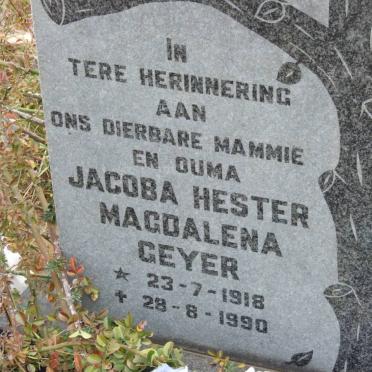 IN
TERE HERINNERING
AAN
ONS DIERBARE MAMMIE
EN OUMA
JACOBA HESTER
MAGDALENA
GEYER
★ 23-7-1918
✝ 28-8-1990